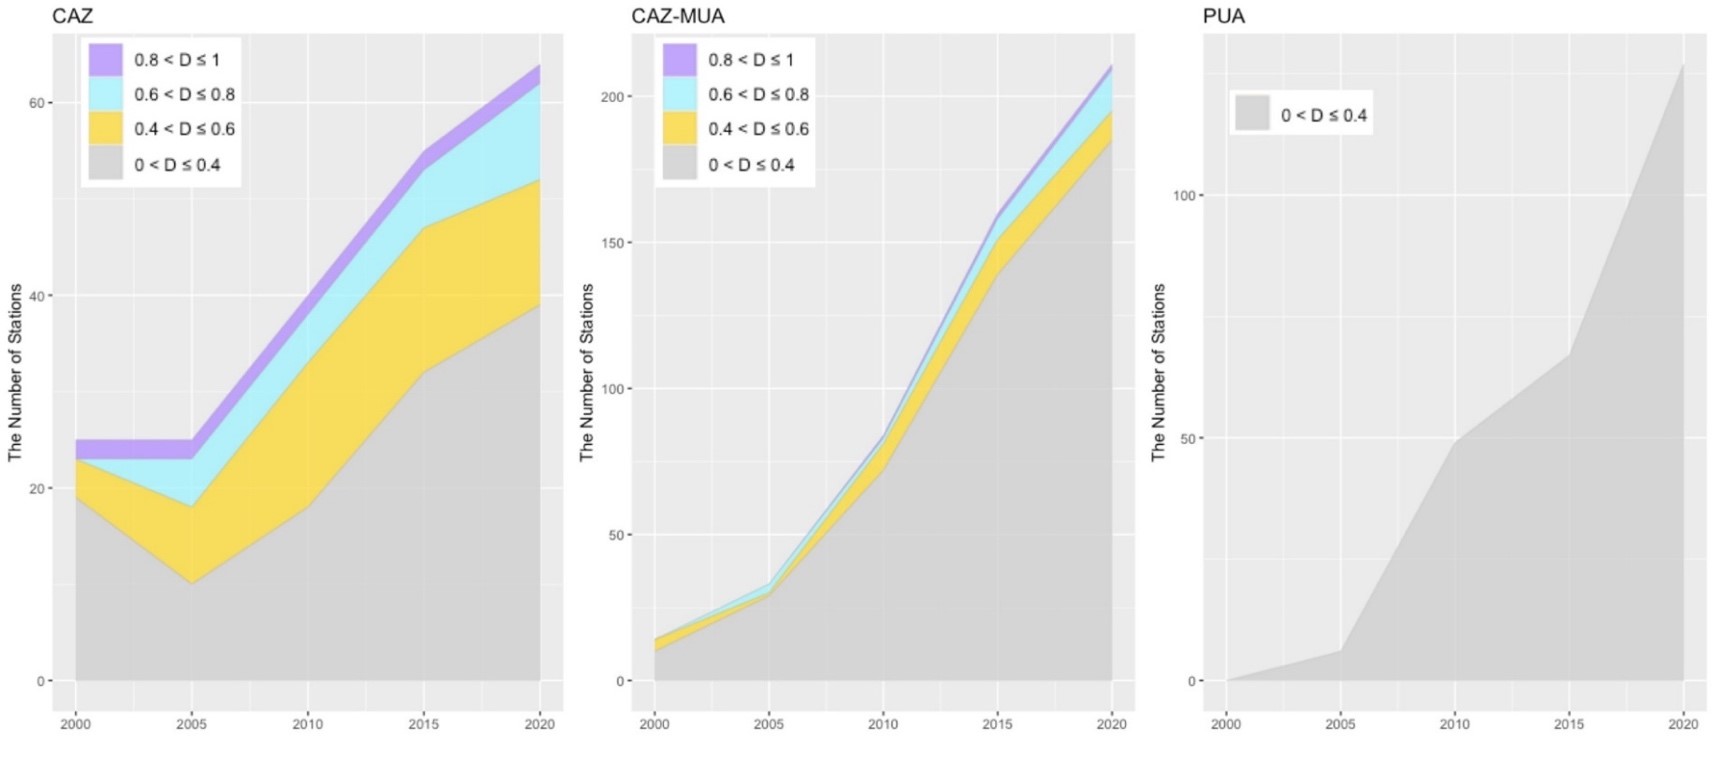 CAZ
0.8 < D ≤ 1
0.6 < D ≤ 0.8
0.4 < D ≤ 0.6
0 < D ≤ 0.4
The Number of Stations
60
40
20
0
2000 2005 2010 2015 2020
CAZ-MUA
0.8 < D ≤ 1
0.6 < D ≤ 0.8
0.4 < D ≤ 0.6
0 < D ≤ 0.4
The Number of Stations
200
150
100
50
0
2000 2005 2010 2015 2020
PUA
0 < D ≤ 0.4
The Number of Stations
100
50
0
2000 2005 2010 2015 2020